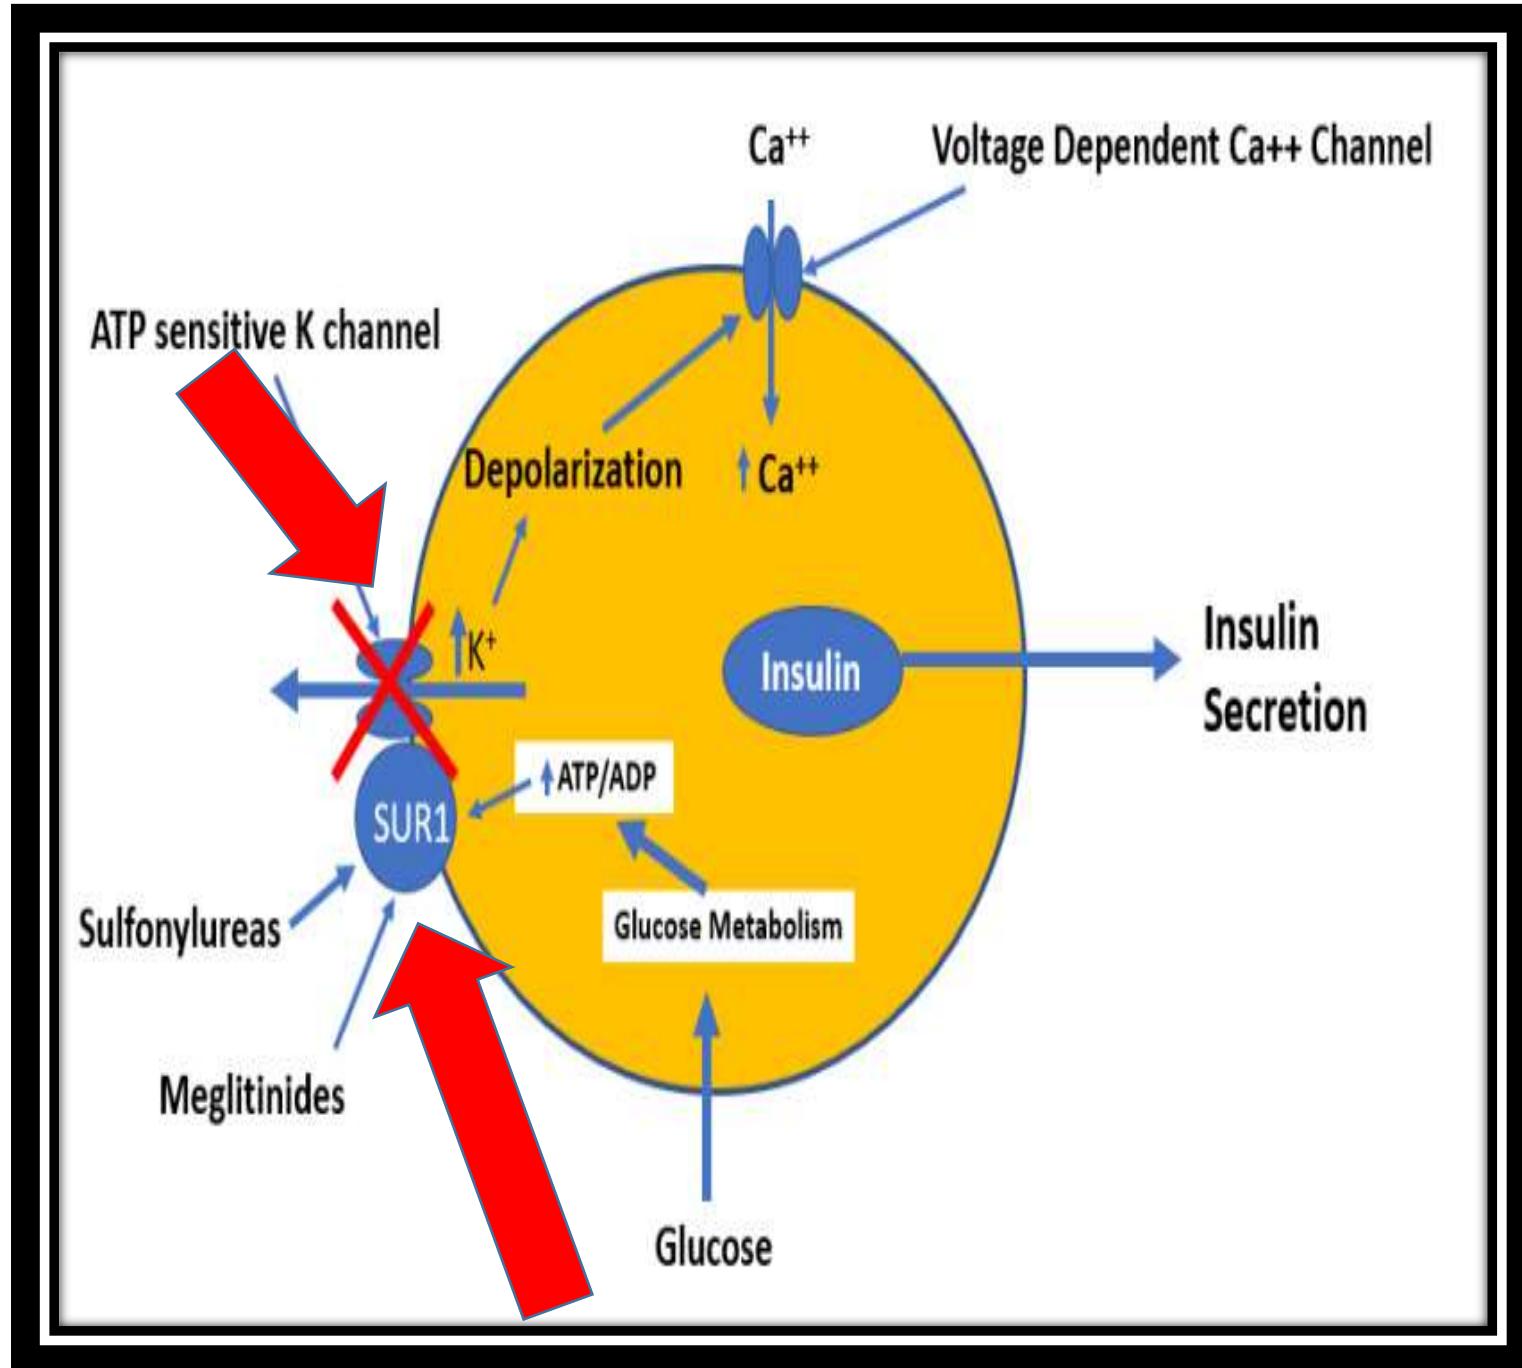 Ca⁺⁺
Voltage Dependent Ca++ Channel
ATP sensitive K channel
Depolarization
Ca⁺⁺
K⁺
Insulin
Insulin
Secretion
ATP/ADP
SUR1
Sulfonylureas
Glucose Metabolism
Meglitinides
Glucose